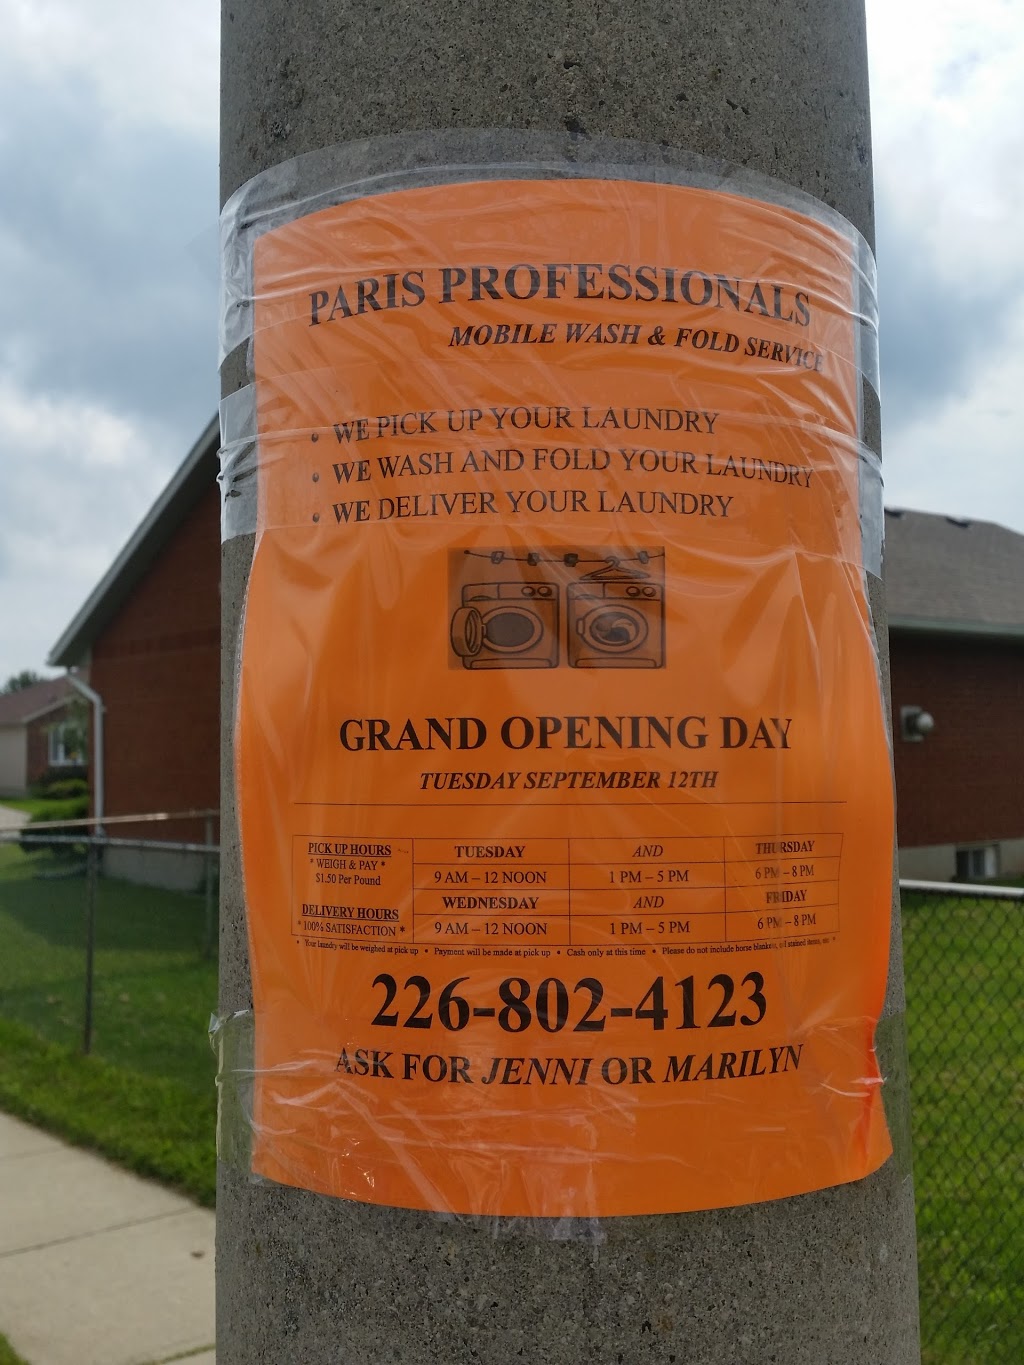 PARIS PROFESSIONALS
MOBILE WASH & FOLD SERVICE
• WE PICK UP YOUR LAUNDRY
• WE WASH AND FOLD YOUR LAUNDRY
• WE DELIVER YOUR LAUNDRY
GRAND OPENING DAY
TUESDAY SEPTEMBER 12TH
PICK UP HOURS
* WEIGH & PAY *
$1.50 Per Pound
TUESDAY AND THURSDAY
9 AM – 12 NOON 1 PM – 5 PM 6 PM – 8 PM
DELIVERY HOURS
* 100% SATISFACTION *
WEDNESDAY AND FRIDAY
9 AM – 12 NOON 1 PM – 5 PM 6 PM – 8 PM
• Your laundry will be weighed at pick up • Payment will be made at pick up • Cash only at this time • Please do not include horse blankets, stained items,
226-802-4123
ASK FOR JENNI OR MARILYN